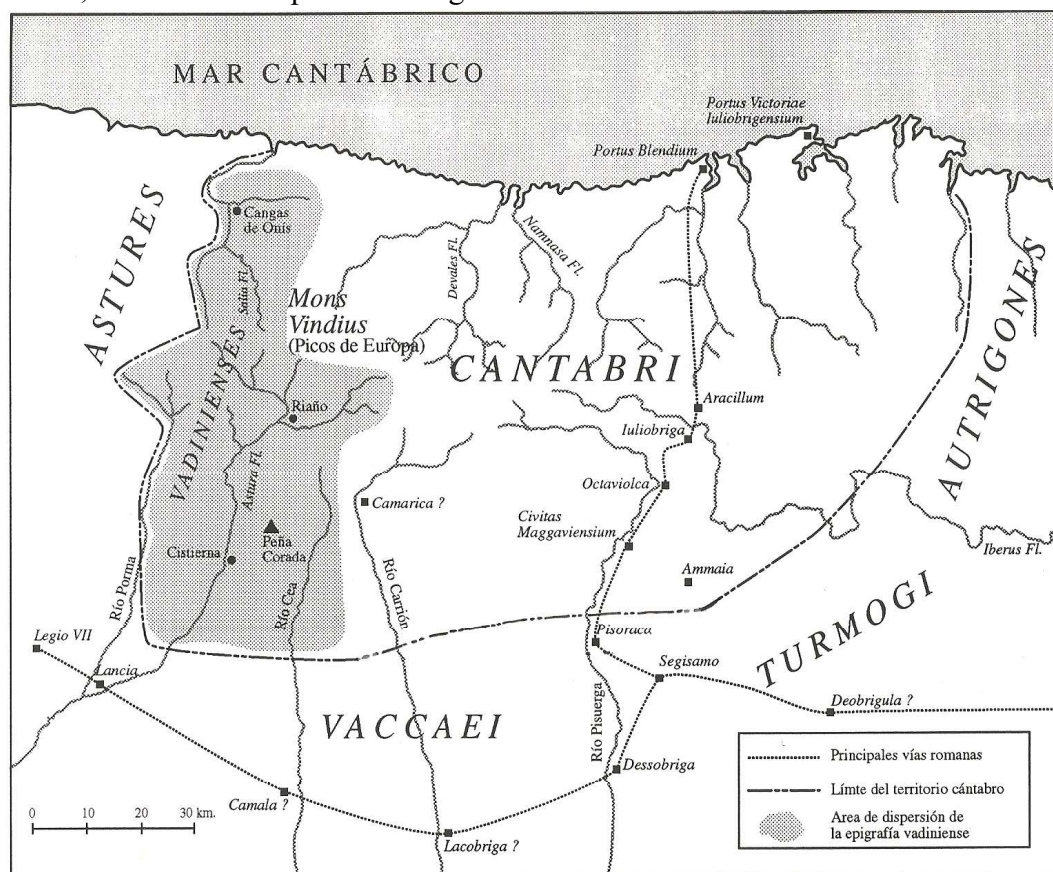 MAR CANTÁBRICO
Portus Victoriae
Iuliobrigensium
Portus Blendium
ASTURES
Cangas
de Onís
Salia Fl.
Devales Fl.
Namnasa Fl.
Mons
Vindius
(Picos de Europa)
CANTABRI
AUTRIGONES
VADINIENSES
Riaño
Astura Fl.
Aracillum
Iuliobriga
Octaviolca
Camarica ?
Civitas
Maggaviensium
Peña
Corada
Cistierna
Iberus Fl.
Ammaia
Río Porma
Río Cea
Río Carrión
Legio VII
Lancia
Pisoraca
Segisamo
TURMOGI
Deobrigula ?
VACCAEI
Río Pisuerga
Dessobriga
Camala ?
Lacobriga ?
0 10 20 30 km.
Principales vías romanas
Límte del territorio cántabro
Area de dispersión de
la epigrafía vadiniense